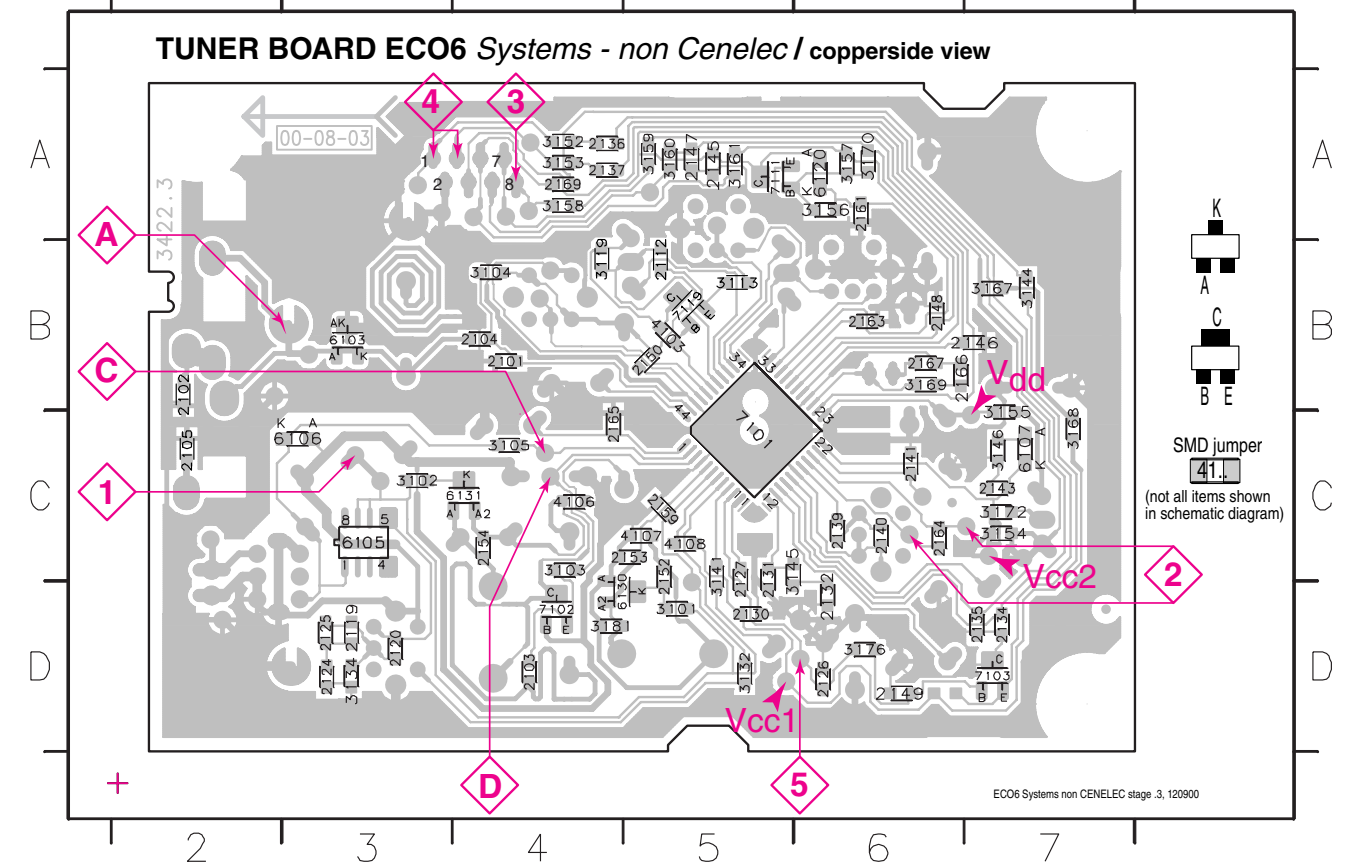 TUNER BOARD ECO6 Systems - non Cenelec / copperside view
4
3
00-08-03
3422.3
A
A
1
2
7
8
3152
2136
3153
2137
2169
3158
3159
3160
2147
2145
3161
C
7111
E
B
A
6120
K
3157
3170
3156
2161
A
K
A
3104
3119
2112
3113
C
7119
B
E
4103
2150
2163
2148
3167
3144
B
B
AK
6103
A
K
2104
2101
34
33
2146
2167
3169
2166
Vdd
C
B E
C
2102
44
7101
23
22
1
11
12
2165
3155
3168
K
A
6106
2105
3105
3146
A
6107
K
2141
SMD jumper
41..
(not all items shown
in schematic diagram)
C
C
1
3102
K
6131
A
A2
4106
2159
2143
3172
3154
8
5
6105
1
4
2154
4107
4108
2153
2139
2140
2164
Vcc2
2
3103
A
6130
A2
K
2152
3141
2127
2131
3145
2132
C
7102
B
E
3181
3101
2130
2135
2134
2125
2119
2120
2124
3134
2103
3132
2126
3176
2149
C
7103
B
E
D
D
Vcc1
D
5
ECO6 Systems non CENELEC stage .3, 120900
2
3
4
5
6
7